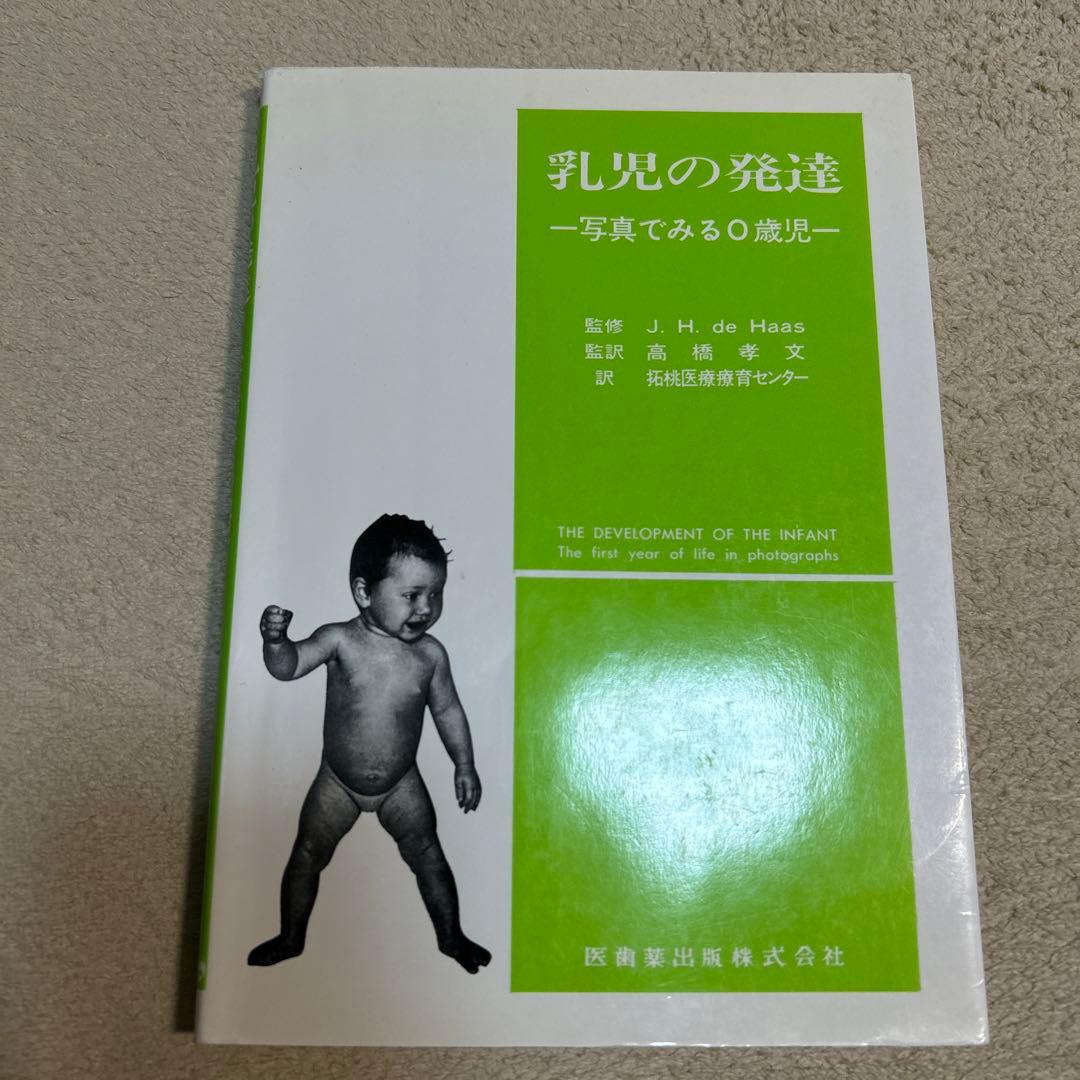 乳児の発達
—写真でみる0歳児—
監修 J. H. de Haas
監訳 高橋孝文
訳 拓桃医療療育センター
THE DEVELOPMENT OF THE INFANT
The first year of life in photographs
医歯薬出版株式会社